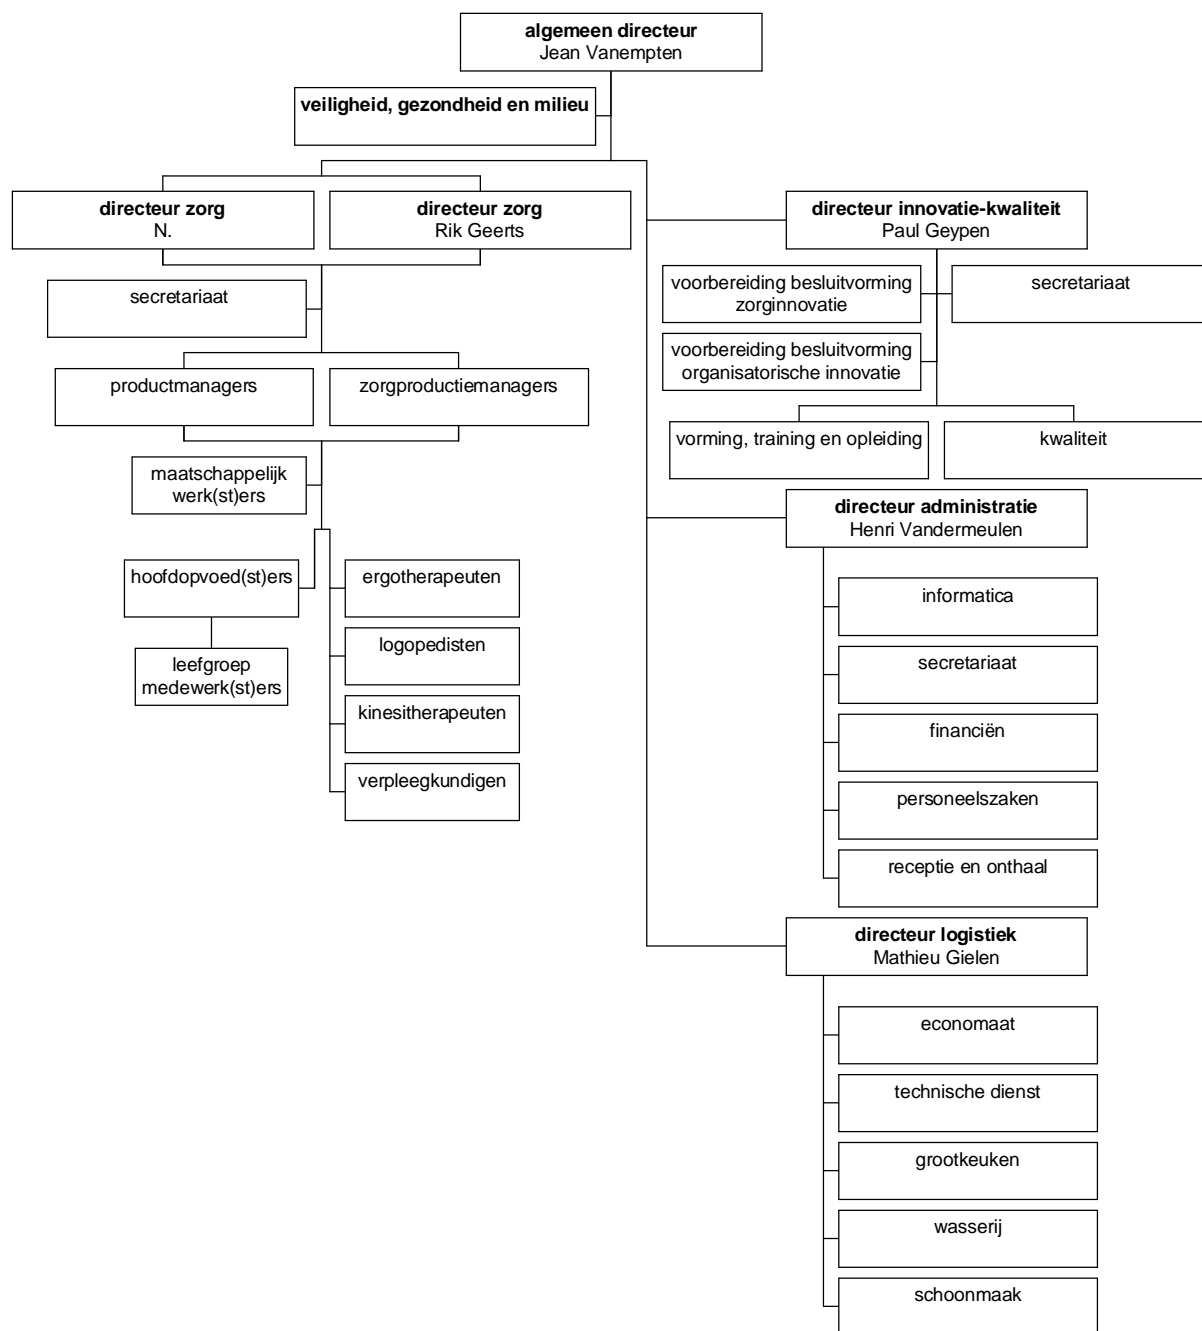 algemeen directeur
Jean Vanempten
veiligheid, gezondheid en milieu
directeur zorg
N.
directeur zorg
Rik Geerts
secretariaat
productmanagers
zorgproductiemanagers
maatschappelijk
werk(st)ers
hoofdopvoed(st)ers
leefgroep
medewerk(st)ers
ergotherapeuten
logopedisten
kinesitherapeuten
verpleegkundigen
directeur innovatie-kwaliteit
Paul Geypen
voorbereiding besluitvorming
zorginnovatie
secretariaat
voorbereiding besluitvorming
organisatorische innovatie
vorming, training en opleiding
kwaliteit
directeur administratie
Henri Vandermeulen
informatica
secretariaat
financiën
personeelszaken
receptie en onthaal
directeur logistiek
Mathieu Gielen
economaat
technische dienst
grootkeuken
wasserij
schoonmaak